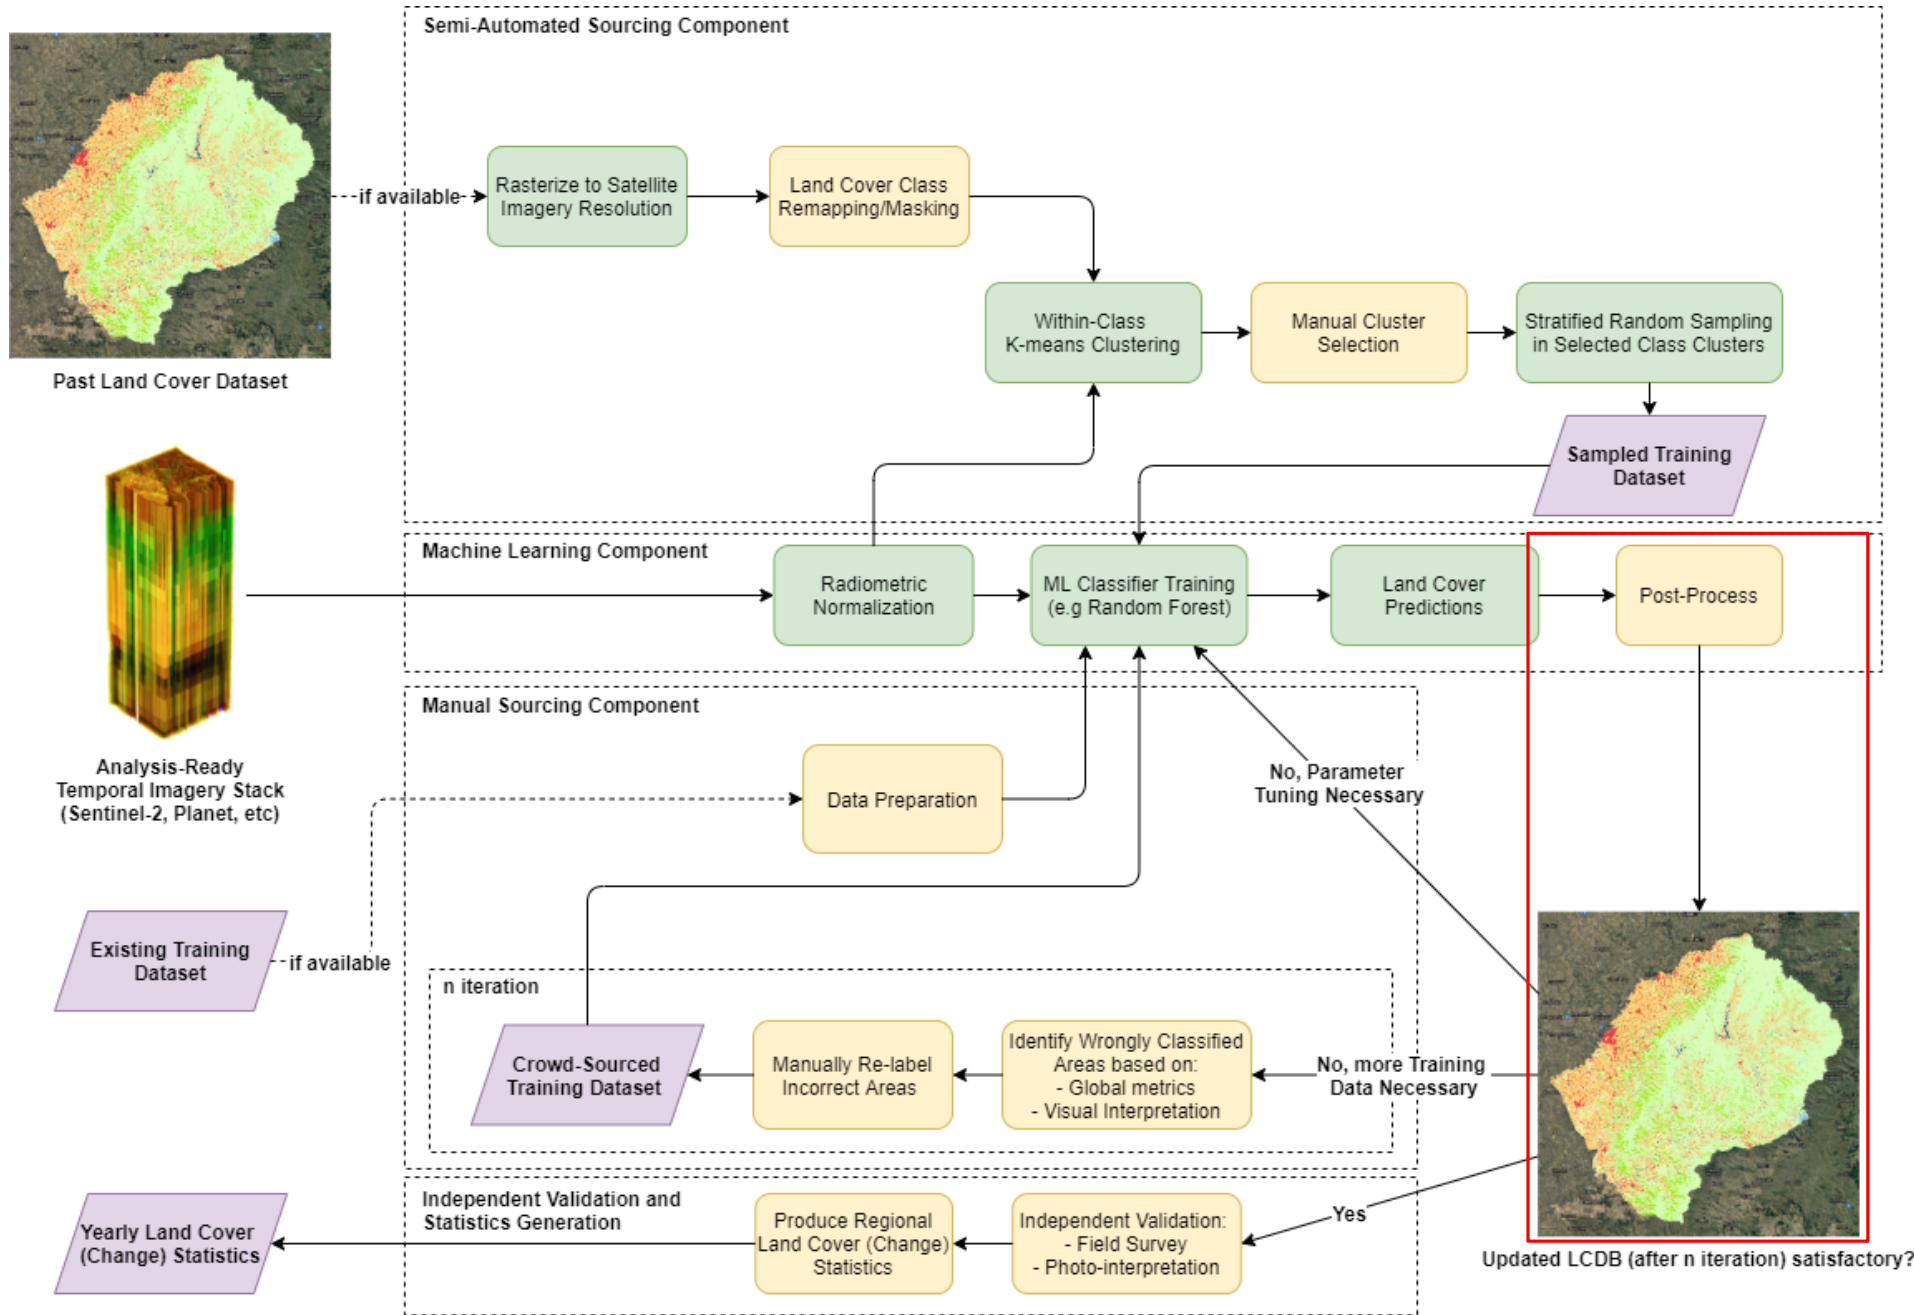 Semi-Automated Sourcing Component
if available
Rasterize to Satellite
Imagery Resolution
Land Cover Class
Remapping/Masking
Within-Class
K-means Clustering
Manual Cluster
Selection
Stratified Random Sampling
in Selected Class Clusters
Past Land Cover Dataset
Sampled Training
Dataset
Machine Learning Component
Radiometric
Normalization
ML Classifier Training
(e.g Random Forest)
Land Cover
Predictions
Post-Process
Analysis-Ready
Temporal Imagery Stack
(Sentinel-2, Planet, etc)
Manual Sourcing Component
Data Preparation
No, Parameter
Tuning Necessary
Existing Training
Dataset
if available
n iteration
Crowd-Sourced
Training Dataset
Manually Re-label
Incorrect Areas
Identify Wrongly Classified
Areas based on:
- Global metrics
- Visual Interpretation
No, more Training
Data Necessary
Yearly Land Cover
(Change) Statistics
Independent Validation and
Statistics Generation
Produce Regional
Land Cover (Change)
Statistics
Independent Validation:
- Field Survey
- Photo-interpretation
Yes
Updated LCDB (after n iteration) satisfactory?